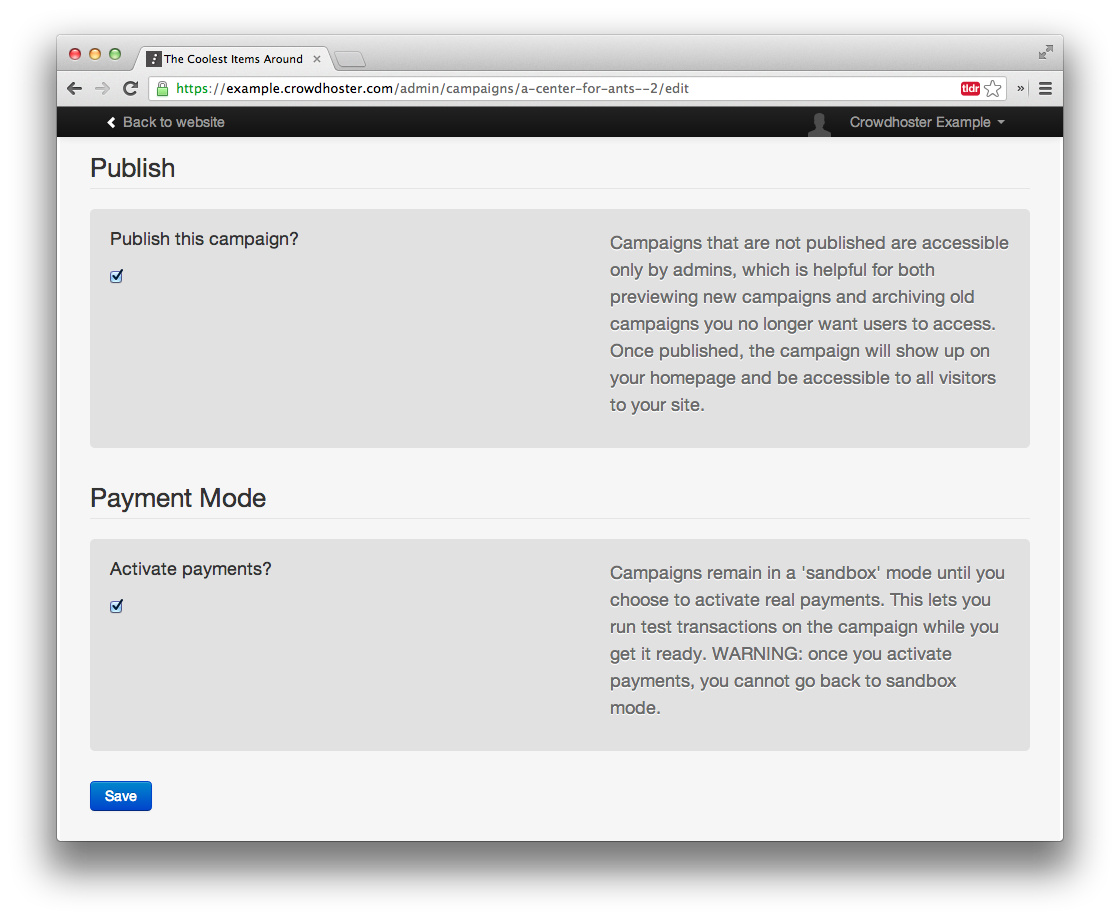 The Coolest Items Around
https://example.crowdhoster.com/admin/campaigns/a-center-for-ants--2/edit
tldr
Back to website
Crowdhoster Example
Publish
Publish this campaign?
Campaigns that are not published are accessible
only by admins, which is helpful for both
previewing new campaigns and archiving old
campaigns you no longer want users to access.
Once published, the campaign will show up on
your homepage and be accessible to all visitors
to your site.
Payment Mode
Activate payments?
Campaigns remain in a 'sandbox' mode until you
choose to activate real payments. This lets you
run test transactions on the campaign while you
get it ready. WARNING: once you activate
payments, you cannot go back to sandbox
mode.
Save